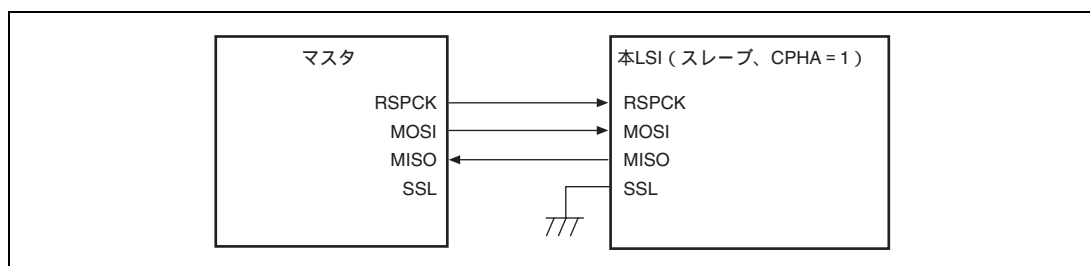 マスタ
RSPCK
MOSI
MISO
SSL
本LSI（スレーブ、CPHA = 1）
RSPCK
MOSI
MISO
SSL